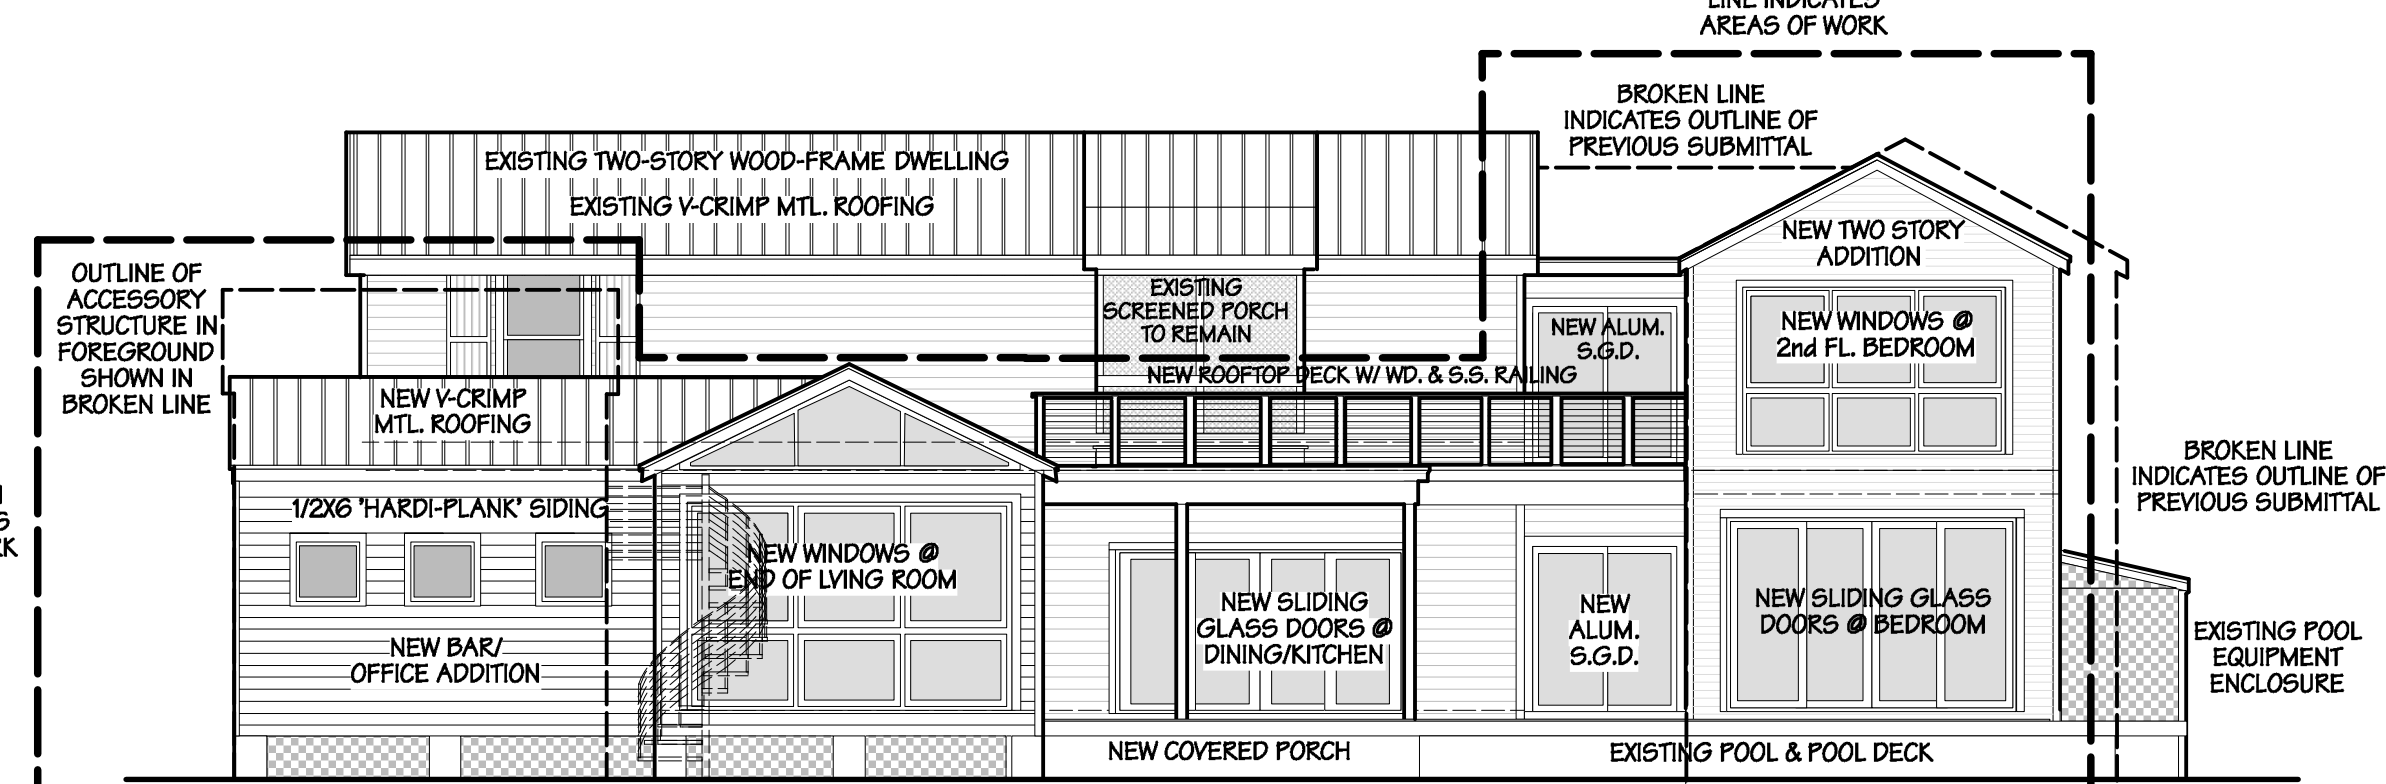 LINE INDICATES
AREAS OF WORK
BROKEN LINE
INDICATES OUTLINE OF
PREVIOUS SUBMITTAL
EXISTING TWO-STORY WOOD-FRAME DWELLING
EXISTING V-CRIMP MTL. ROOFING
OUTLINE OF
ACCESSORY
STRUCTURE IN
FOREGROUND
SHOWN IN
BROKEN LINE
NEW V-CRIMP
MTL. ROOFING
EXISTING
SCREENED PORCH
TO REMAIN
NEW ROOFTOP DECK W/ WD. & S.S. RAILING
NEW ALUM.
S.G.D.
NEW TWO STORY
ADDITION
NEW WINDOWS @
2nd FL. BEDROOM
BROKEN LINE
INDICATES OUTLINE OF
PREVIOUS SUBMITTAL
1/2X6 'HARDI-PLANK' SIDING
NEW BAR/
OFFICE ADDITION
NEW WINDOWS @
END OF LVING ROOM
NEW SLIDING
GLASS DOORS @
DINING/KITCHEN
NEW
ALUM.
S.G.D.
NEW SLIDING GLASS
DOORS @ BEDROOM
EXISTING POOL
EQUIPMENT
ENCLOSURE
NEW COVERED PORCH
EXISTING POOL & POOL DECK